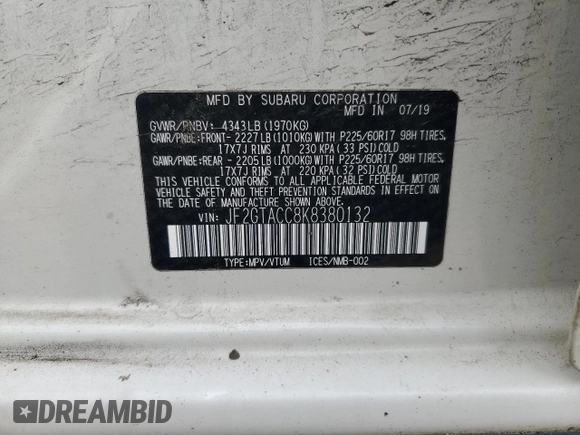 MFD BY SUBARU CORPORATION
MFD IN 07/19
GVWR/PNBV: 4343LB(1970KG)
GAWR/PNBE:FRONT- 2227LB(1010KG)WITH P225/60R17 98H TIRES,
17X7J RIMS AT 230 KPA (33 PSI)COLD
GAWR/PNBE:REAR - 2205LB(1000KG)WITH P225/60R17 98H TIRES,
17X7J RIMS AT 220 KPA (32 PSI)COLD
THIS VEHICLE CONFORMS TO ALL APPLICABLE FEDERAL MOTOR
VEHICLE SAFETY AND THEFT PREVENTION STANDARDS IN EFFECT ON
THE DATE OF MANUFACTURE SHOWN ABOVE.
VIN: JF2GTACC8K8380132
TYPE:MPV/VTUM ICES/NMB-002
DREAMBID